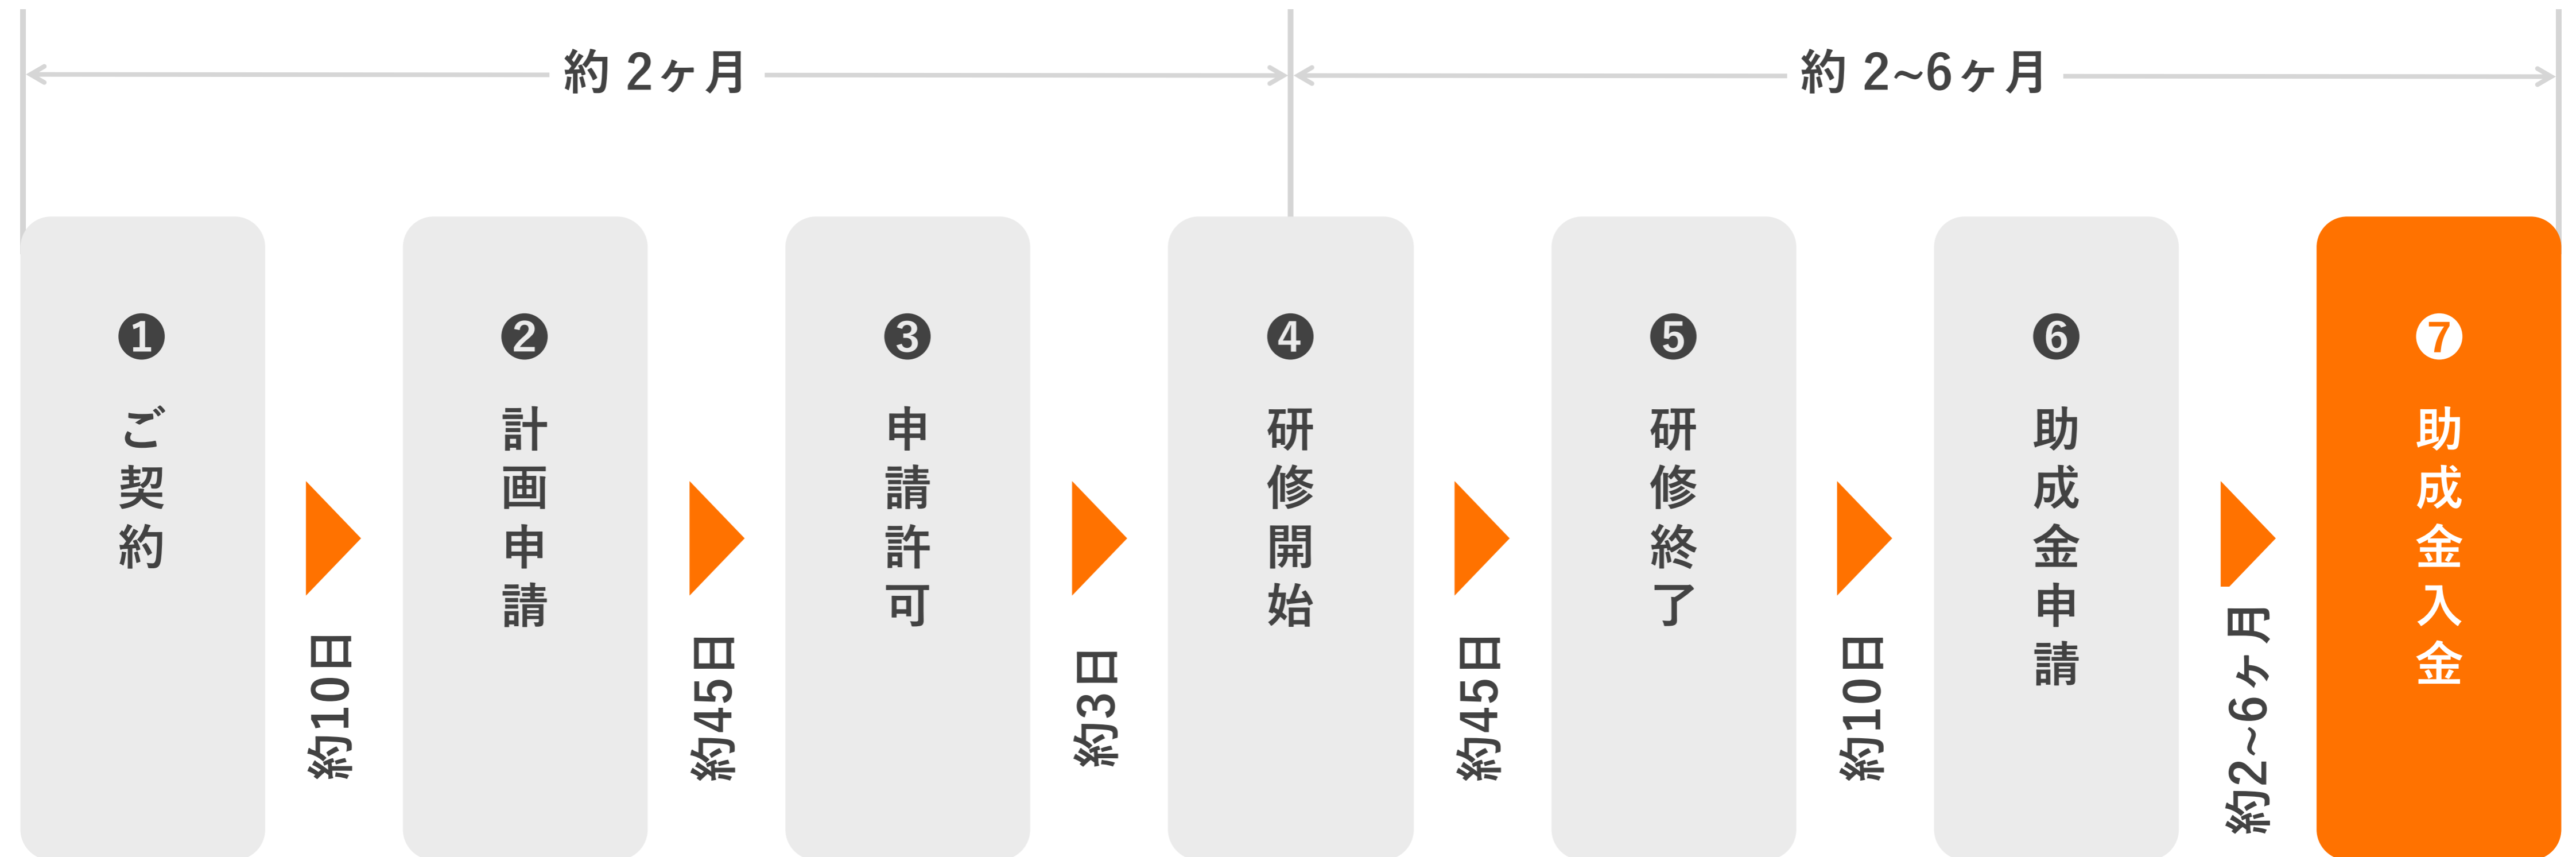 約 2ヶ月
約 2~6ヶ月
❶ ご契約
約10日
❷ 計画申請
約45日
❸ 申請許可
約3日
❹ 研修開始
約45日
❺ 研修終了
約10日
❻ 助成金申請
約2~6ヶ月
❼ 助成金入金